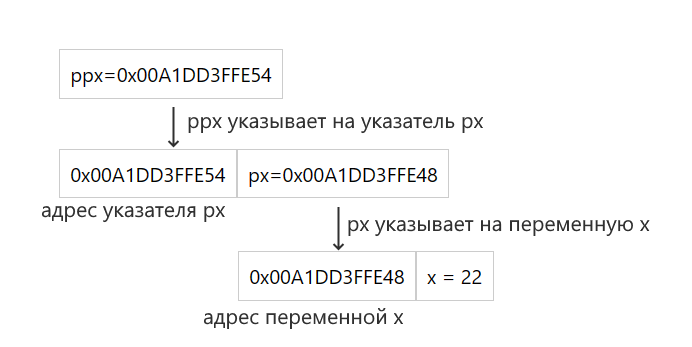 ppx=0x00A1DD3FFE54
ppx указывает на указатель px
0x00A1DD3FFE54 px=0x00A1DD3FFE48
адрес указателя px
px указывает на переменную x
0x00A1DD3FFE48 x = 22
адрес переменной x